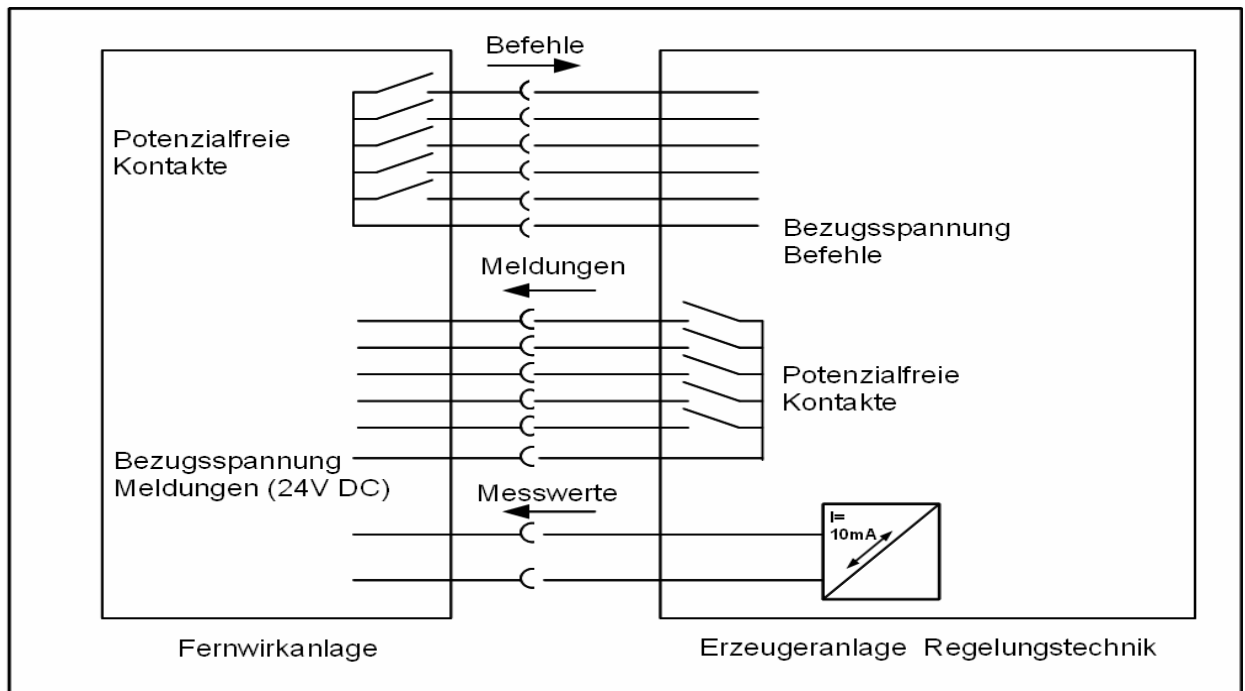 Befehle
Potenzialfreie
Kontakte
Bezugsspannung
Befehle
Meldungen
Potenzialfreie
Kontakte
Bezugsspannung
Meldungen (24V DC)
Messwerte
I=
10mA
Fernwirkanlage
Erzeugeranlage Regelungstechnik